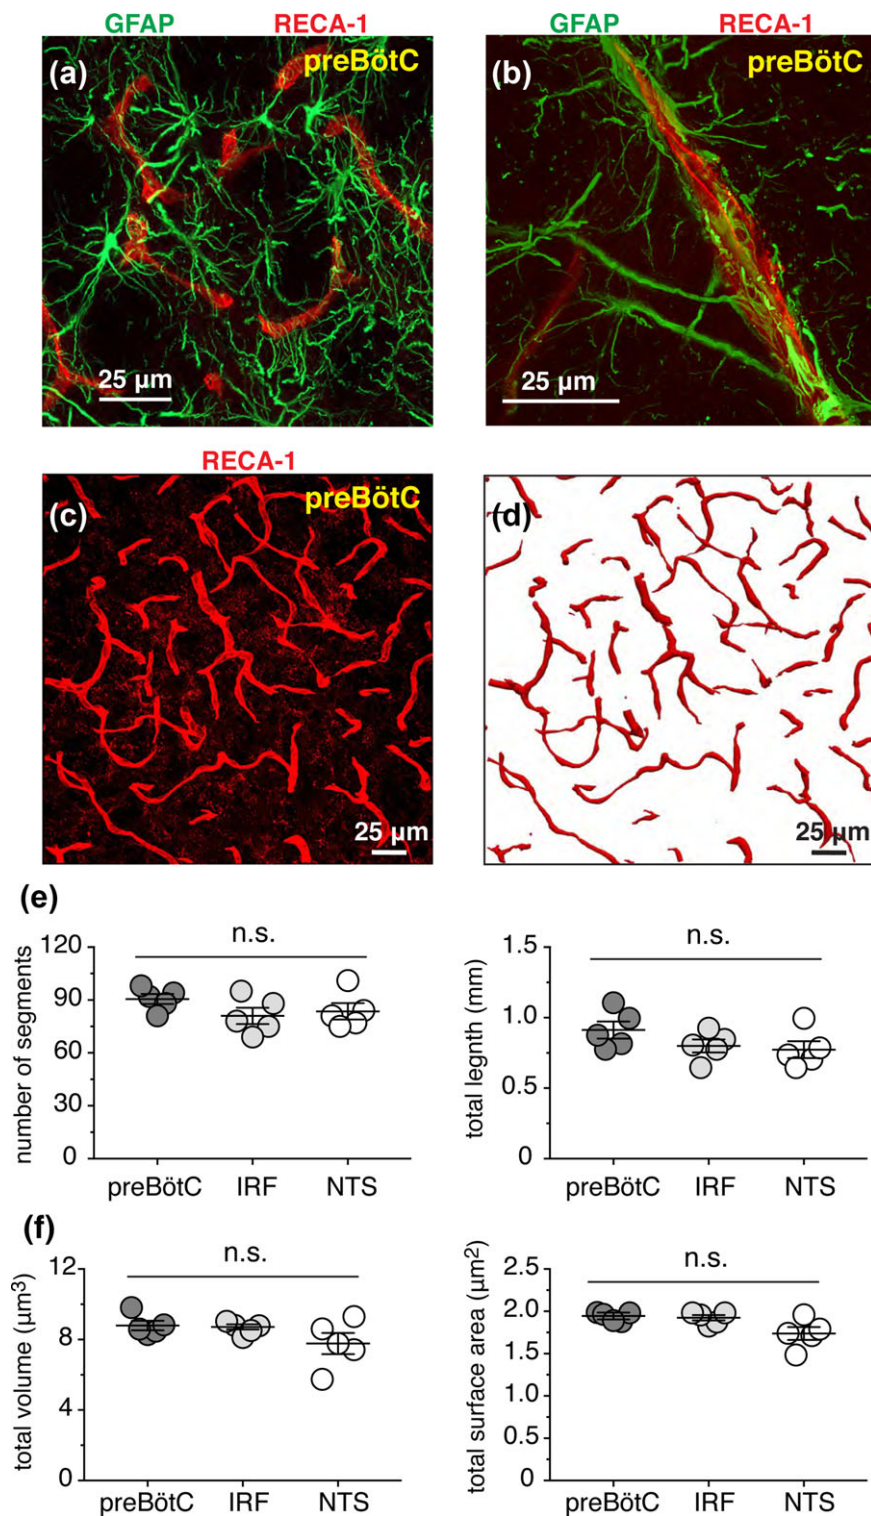 GFAP RECA-1 GFAP RECA-1
(a) preBötC (b) preBötC
25 µm 25 µm
RECA-1
(c) preBötC (d)
25 µm 25 µm
(e)
n.s. n.s.
number of segments
120
90
60
30
0
preBötC IRF NTS
total legnth (mm)
1.5
1.0
0.5
0
preBötC IRF NTS
(f)
n.s. n.s.
total volume (µm³)
12
8
4
0
preBötC IRF NTS
total surface area (µm²)
2.5
2.0
1.5
1.0
0.5
0
preBötC IRF NTS